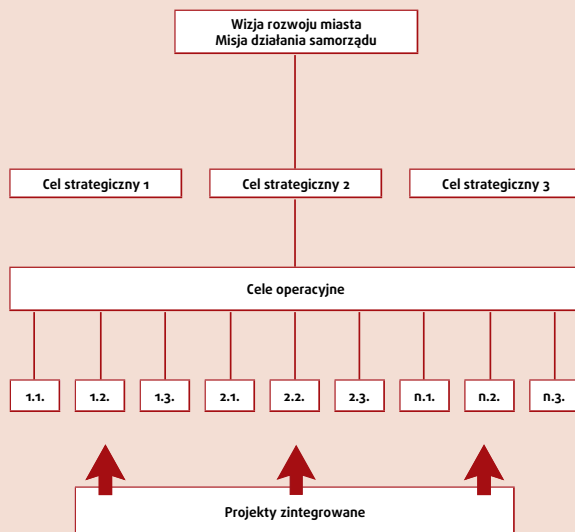 Wizja rozwoju miasta
Misja działania samorządu
Cel strategiczny 1
Cel strategiczny 2
Cel strategiczny 3
Cele operacyjne
1.1.
1.2.
1.3.
2.1.
2.2.
2.3.
n.1.
n.2.
n.3.
Projekty zintegrowane